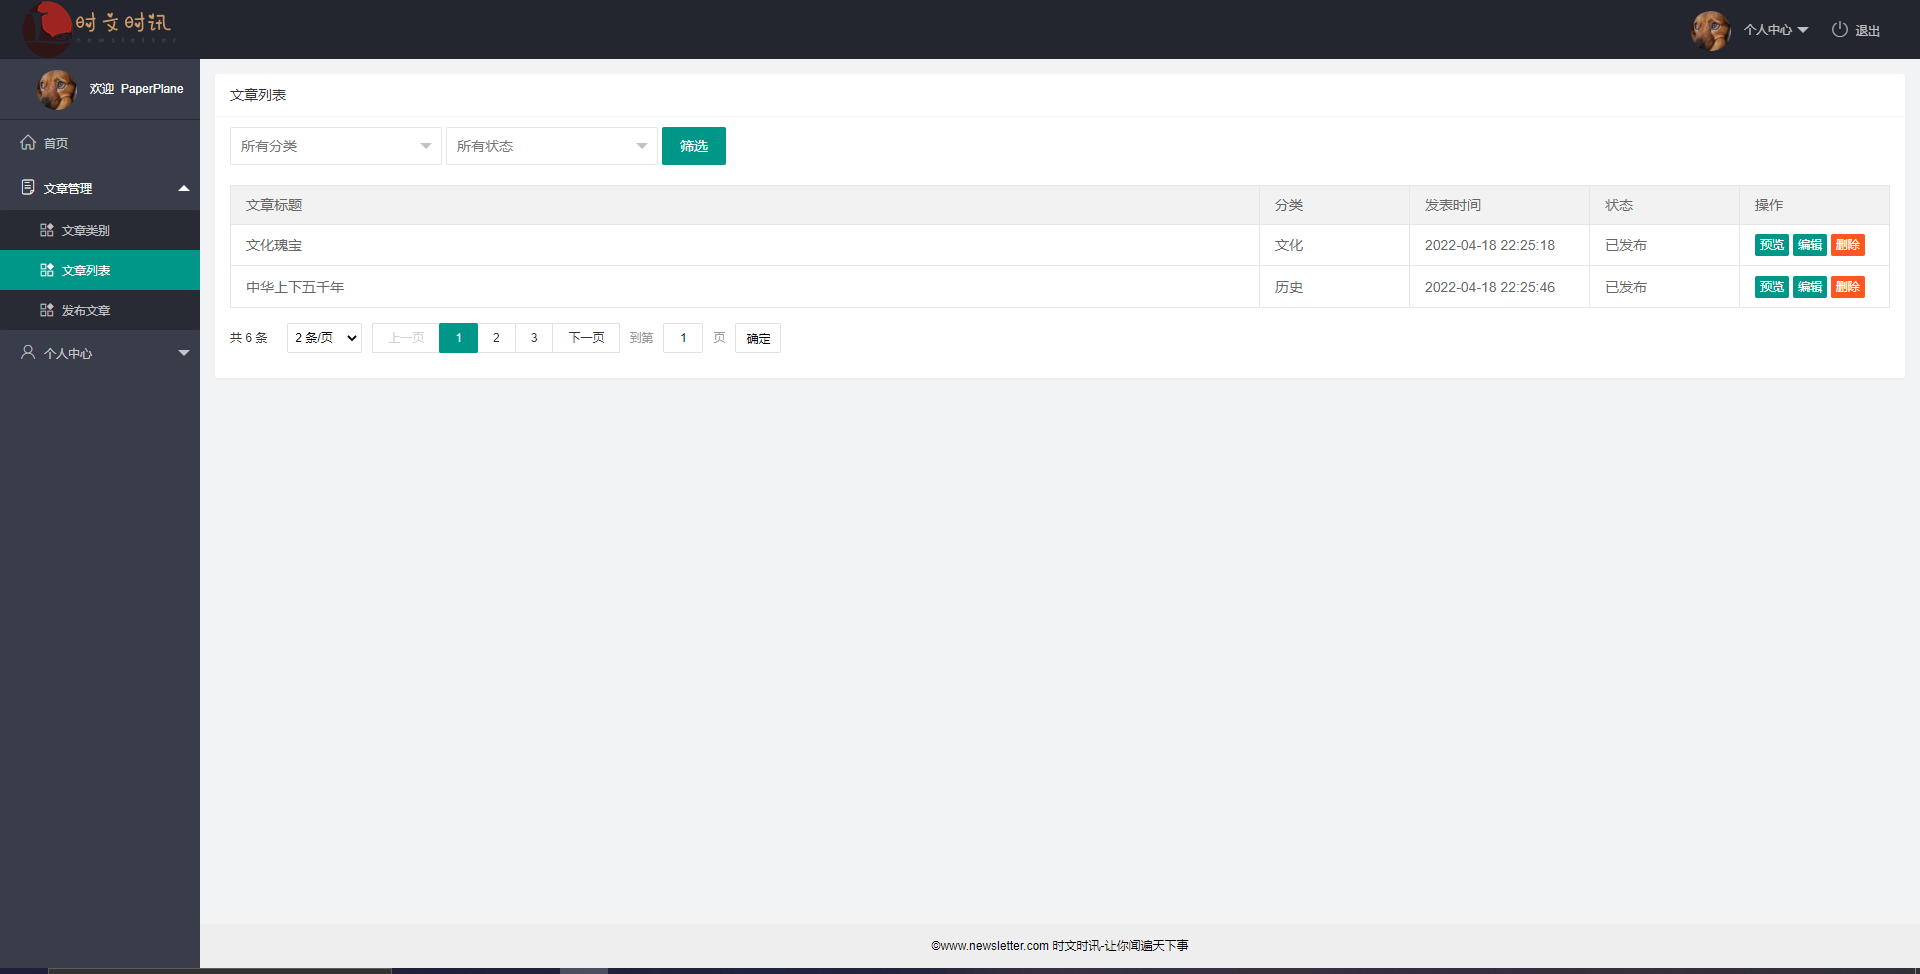 时文时讯
newsletter
个人中心
退出
欢迎 PaperPlane
首页
文章管理
文章类别
文章列表
发布文章
个人中心
文章列表
所有分类 所有状态 筛选
文章标题 分类 发表时间 状态 操作
文化瑰宝 文化 2022-04-18 22:25:18 已发布 预览 编辑 删除
中华上下五千年 历史 2022-04-18 22:25:46 已发布 预览 编辑 删除
共 6 条 2 条/页 上一页 1 2 3 下一页 到第 1 页 确定
©www.newsletter.com 时文时讯-让你闻遍天下事